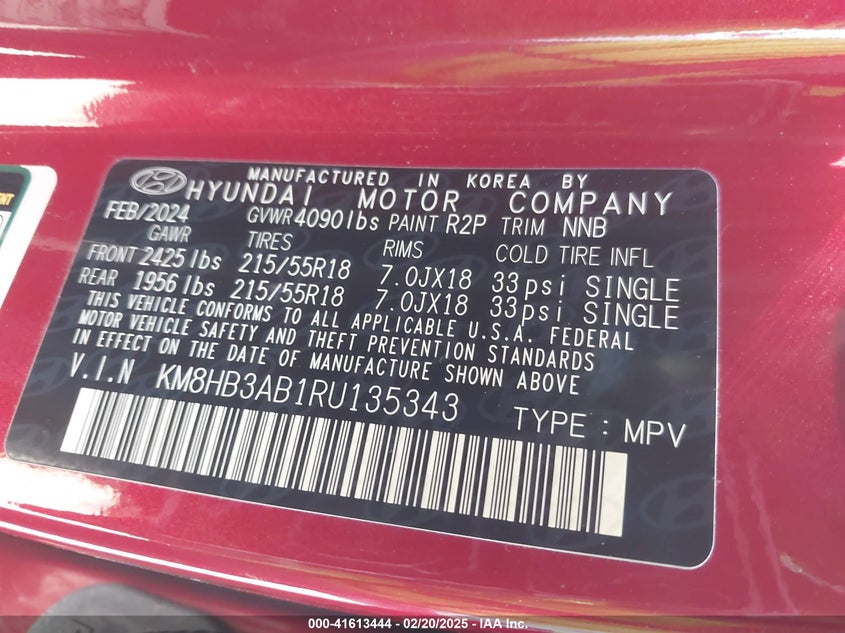 MANUFACTURED IN KOREA BY
HYUNDAI MOTOR COMPANY
FEB/2024 GVWR 4090lbs PAINT R2P TRIM NNB
GAWR TIRES RIMS COLD TIRE INFL
FRONT 2425lbs 215/55R18 7.0JX18 33psi SINGLE
REAR 1956lbs 215/55R18 7.0JX18 33psi SINGLE
THIS VEHICLE CONFORMS TO ALL APPLICABLE U.S.A. FEDERAL
MOTOR VEHICLE SAFETY AND THEFT PREVENTION STANDARDS
IN EFFECT ON THE DATE OF MANUFACTURE SHOWN ABOVE
V.I.N KM8HB3AB1RU135343 TYPE : MPV
000-41613444 - 02/20/2025 - IAA Inc.